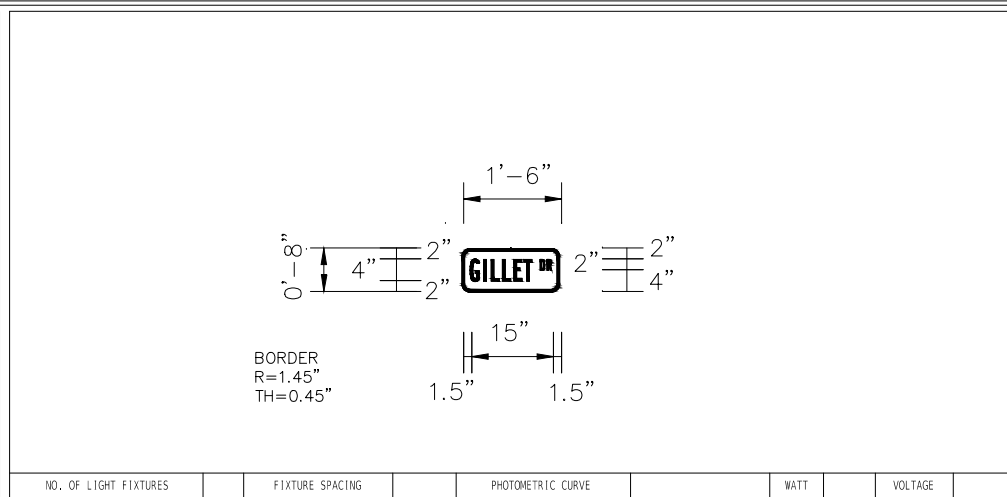 1'-6"
0'-8"
4"
2"
2"
GILLET DR
2"
2"
4"
15"
1.5"
1.5"
BORDER
R=1.45"
TH=0.45"
NO. OF LIGHT FIXTURES FIXTURE SPACING PHOTOMETRIC CURVE WATT VOLTAGE